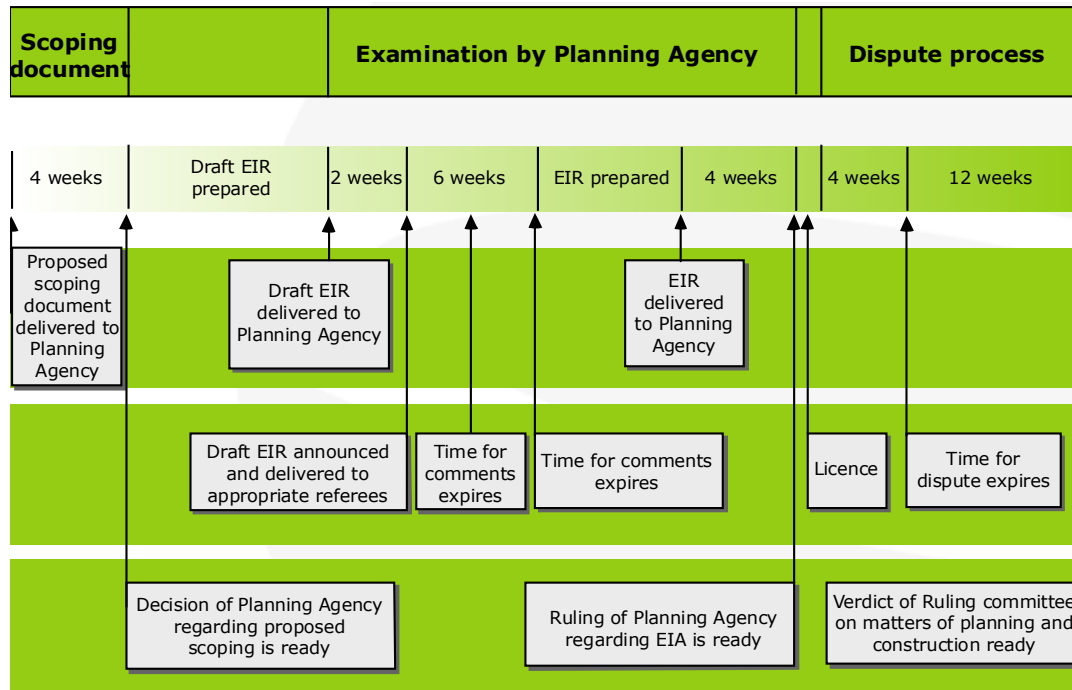 Scoping
document
Examination by Planning Agency
Dispute process
4 weeks
Draft EIR
prepared
2 weeks
6 weeks
EIR prepared
4 weeks
4 weeks
12 weeks
Proposed
scoping
document
delivered to
Planning
Agency
Draft EIR
delivered to
Planning Agency
EIR
delivered
to Planning
Agency
Draft EIR announced
and delivered to
appropriate referees
Time for
comments
expires
Time for comments
expires
Licence
Time for
dispute expires
Decision of Planning Agency
regarding proposed
scoping is ready
Ruling of Planning Agency
regarding EIA is ready
Verdict of Ruling committee
on matters of planning and
construction ready